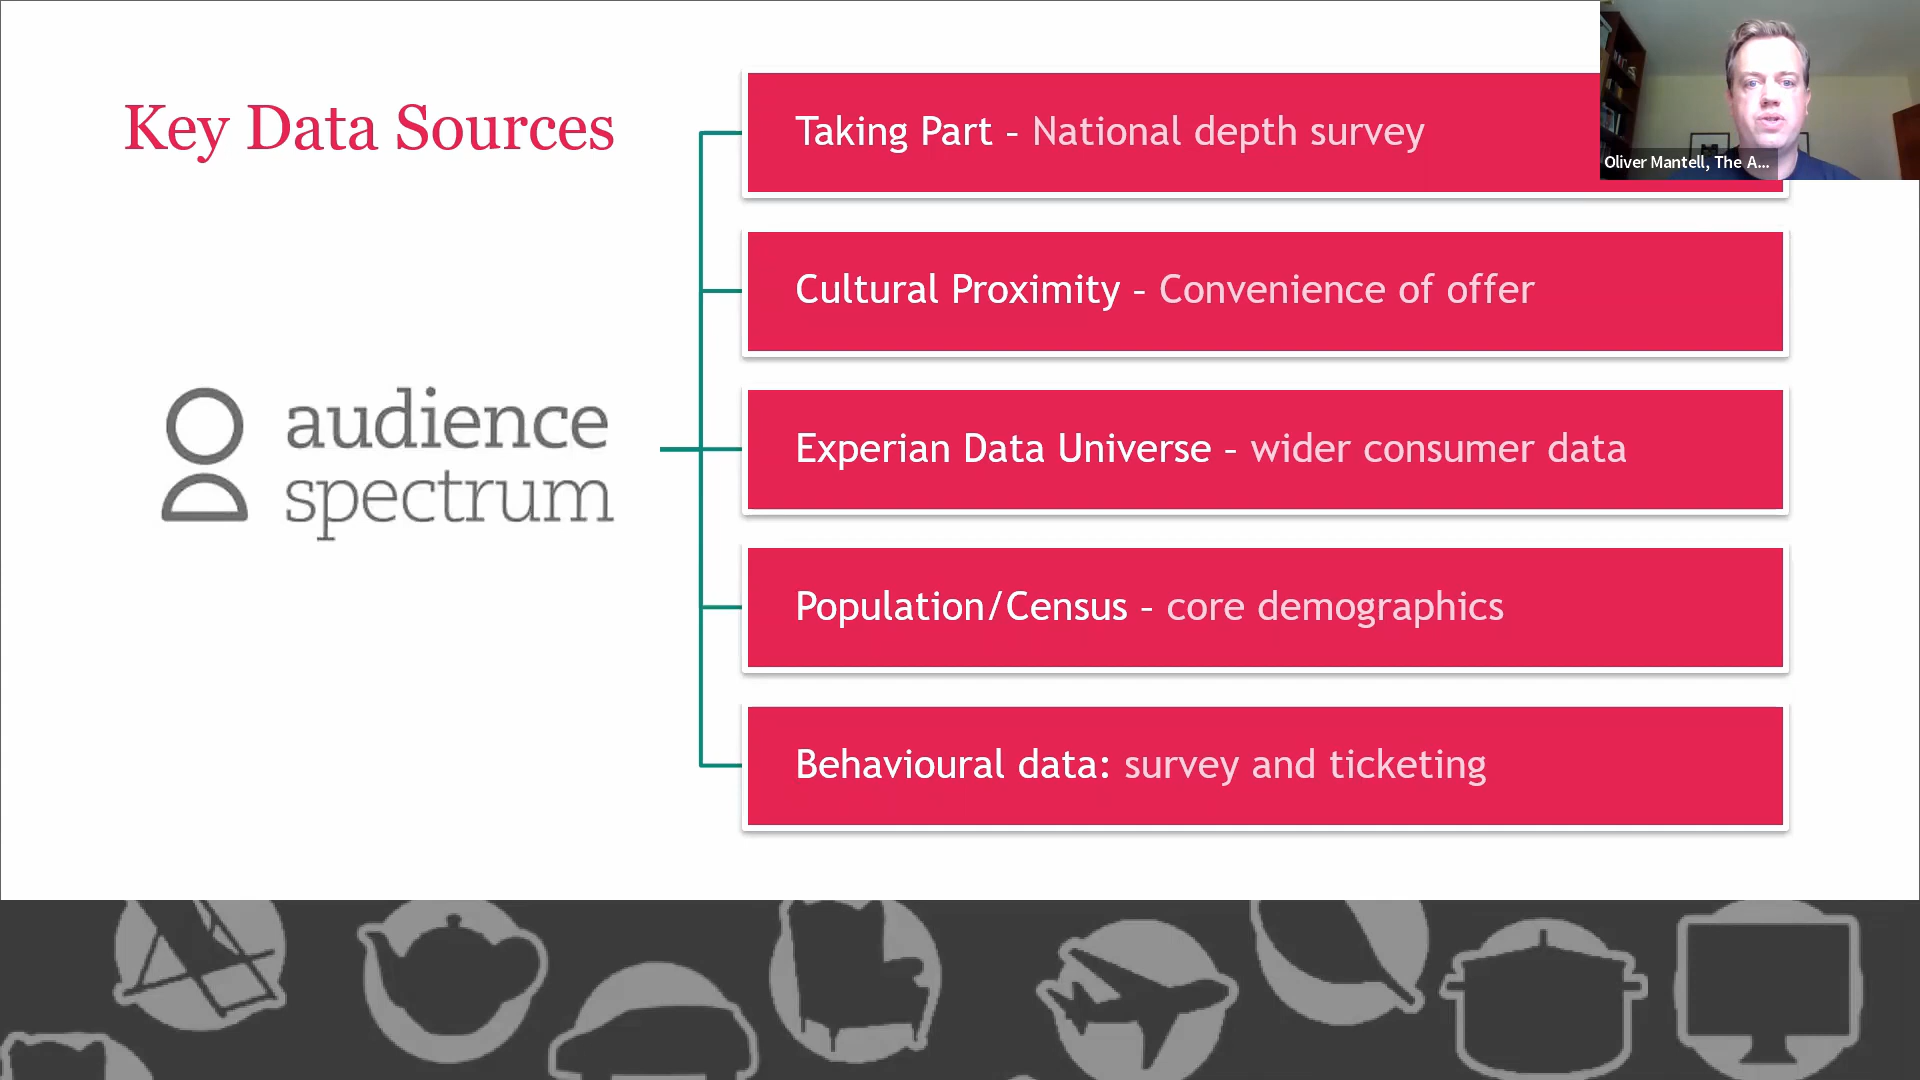 Key Data Sources
audience
spectrum
Taking Part – National depth survey
Cultural Proximity – Convenience of offer
Experian Data Universe – wider consumer data
Population/Census – core demographics
Behavioural data: survey and ticketing
Oliver Mantell, The A...